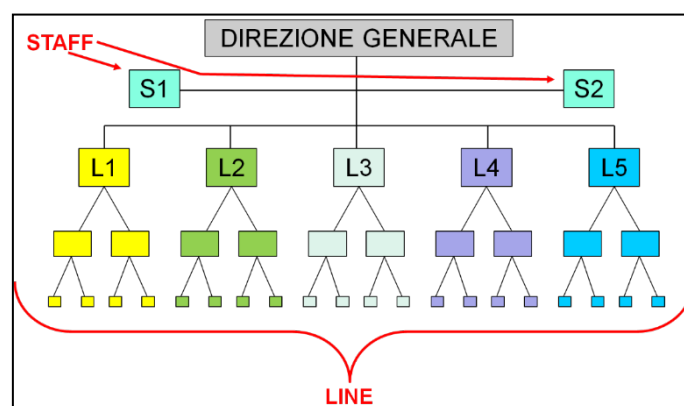 DIREZIONE GENERALE
STAFF
S1
S2
L1
L2
L3
L4
L5
LINE